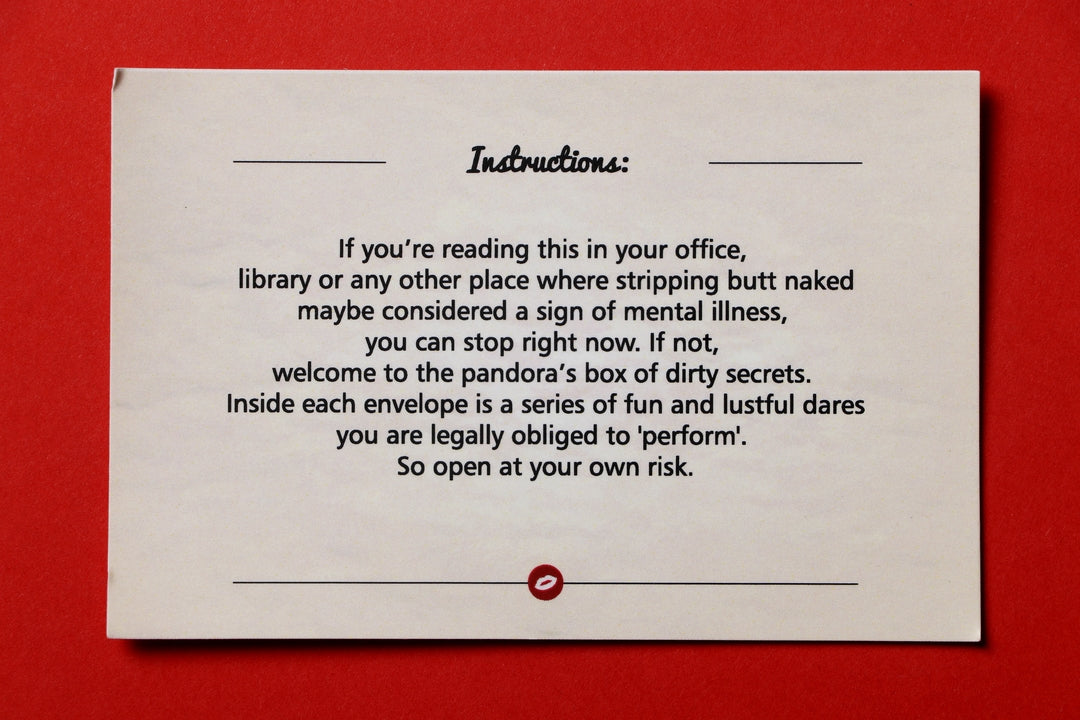 Instructions:
If you’re reading this in your office,
library or any other place where stripping butt naked
maybe considered a sign of mental illness,
you can stop right now. If not,
welcome to the pandora’s box of dirty secrets.
Inside each envelope is a series of fun and lustful dares
you are legally obliged to 'perform'.
So open at your own risk.